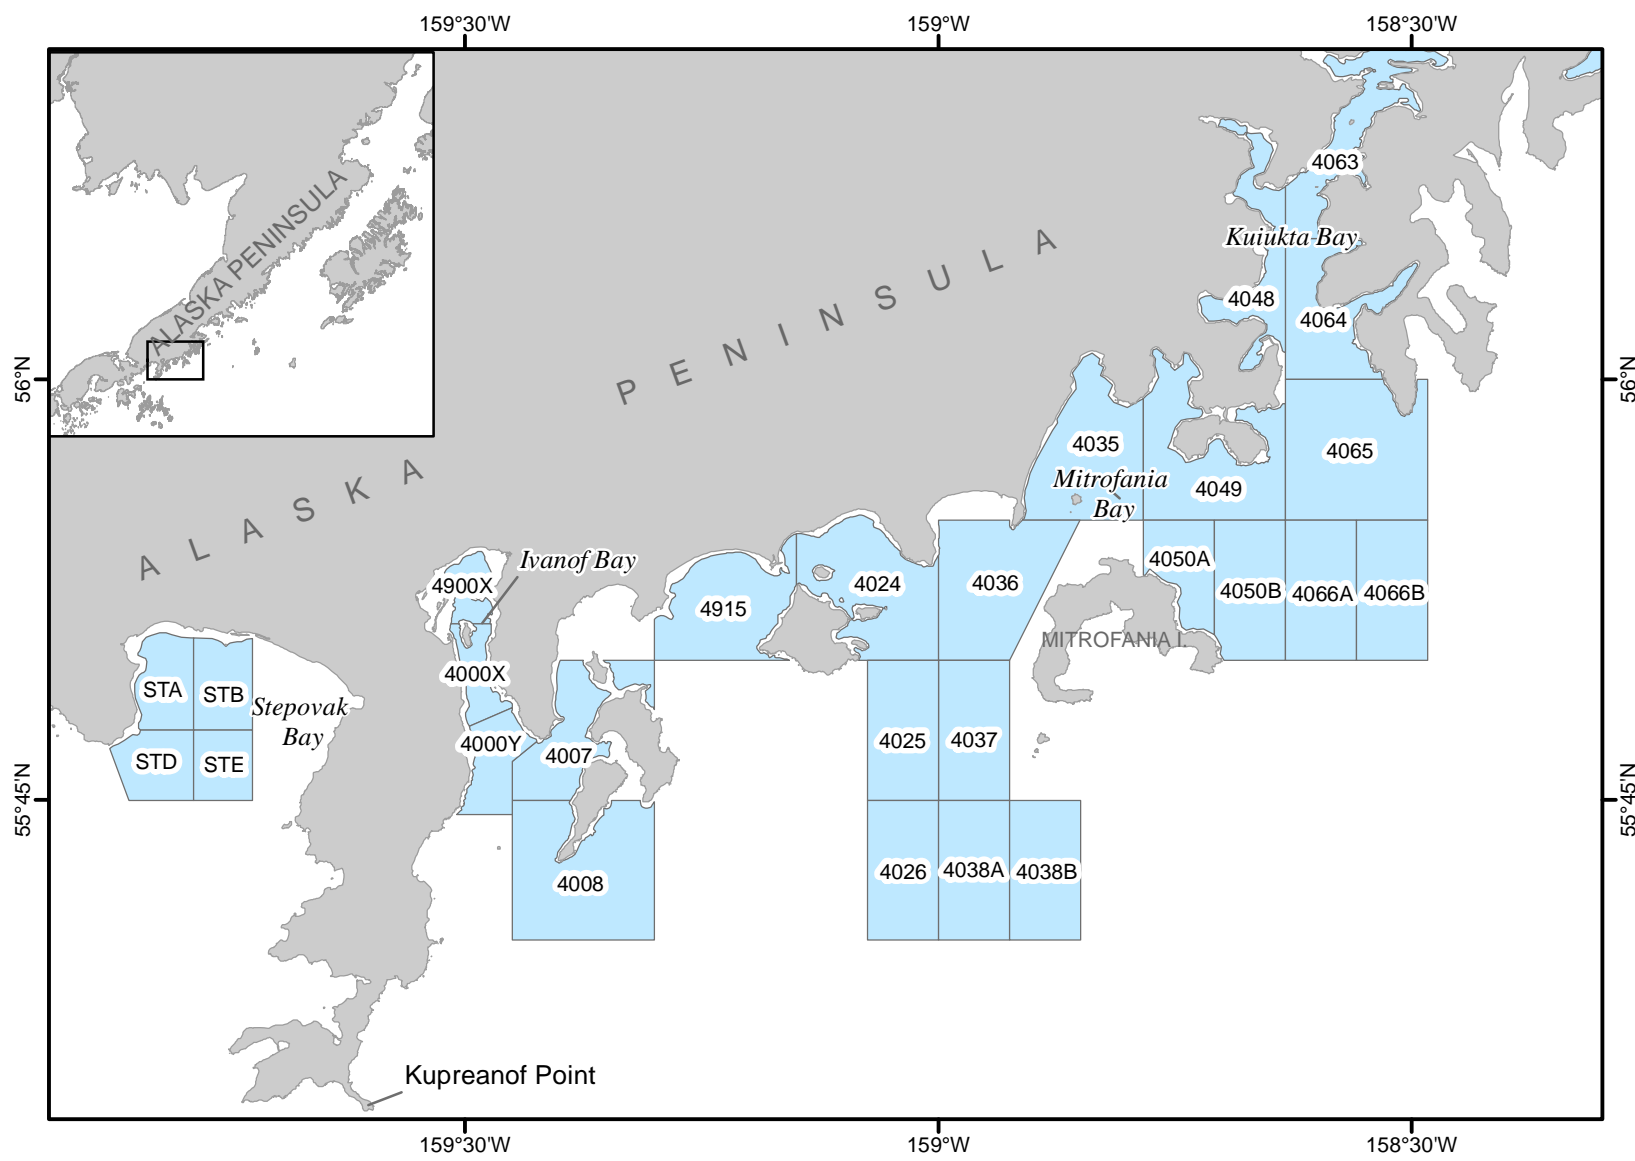 159°30'W
159°W
158°30'W
ALASKA PENINSULA
4063
Kuiukta Bay
4048
4064
56°N
56°N
PENINSULA
ALASKA
4035
4065
Mitrofania
Bay
4049
Ivanof Bay
4050A
4900X
4024
4036
4915
4050B
4066A
4066B
MITROFANIA I.
4000X
STA
STB
Stepovak
Bay
4025
4037
4000Y
4007
STD
STE
55°45'N
55°45'N
4026
4038A
4038B
4008
Kupreanof Point
159°30'W
159°W
158°30'W